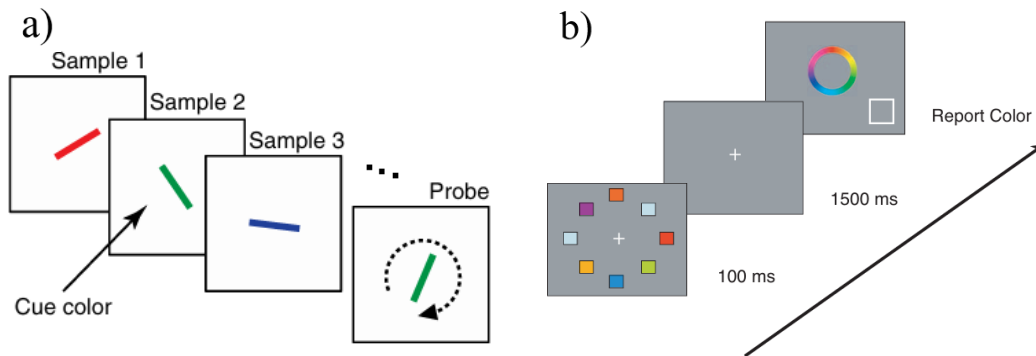 a)
Sample 1
Sample 2
Sample 3
Probe
Cue color
b)
Report Color
1500 ms
100 ms